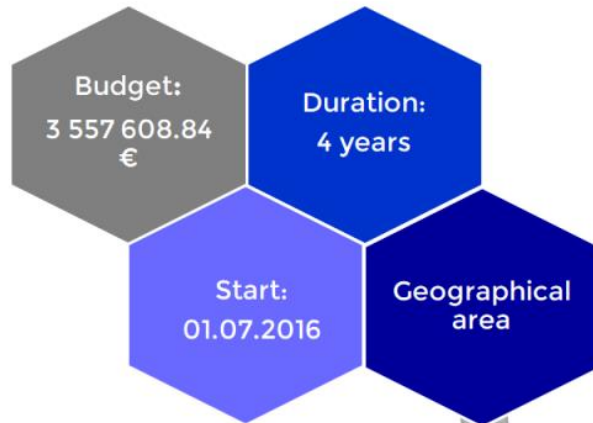 Budget:
3 557 608.84
€
Duration:
4 years
Start:
01.07.2016
Geographical
area